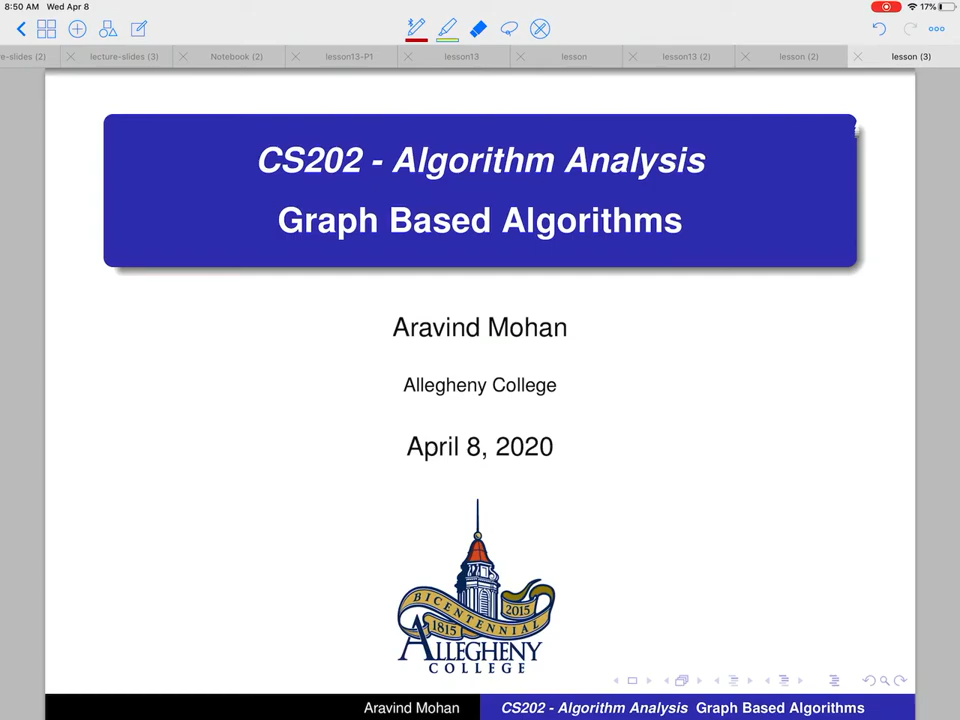 8:50 AM Wed Apr 8
17%
e-slides (2)
lecture-slides (3)
Notebook (2)
lesson13-P1
lesson13
lesson
lesson13 (2)
lesson (2)
lesson (3)
CS202 - Algorithm Analysis
Graph Based Algorithms
Aravind Mohan
Allegheny College
April 8, 2020
BICENTENNIAL
2015
1815
ALLEGHENY
COLLEGE
Aravind Mohan
CS202 - Algorithm Analysis Graph Based Algorithms